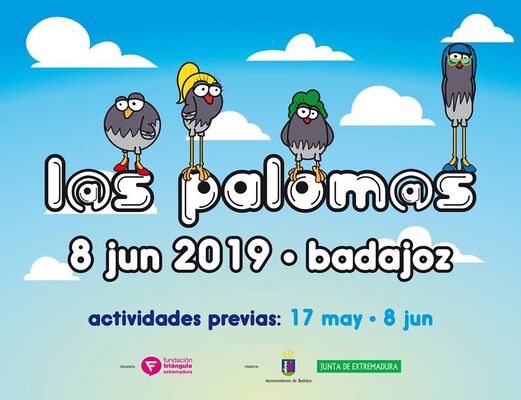 l@s palom@s
8 jun 2019 • badajoz
actividades previas: 17 may • 8 jun
ORGANIZA
fundación
triángulo
extremadura
FINANCIA
Ayuntamiento de Badajoz
JUNTA DE EXTREMADURA